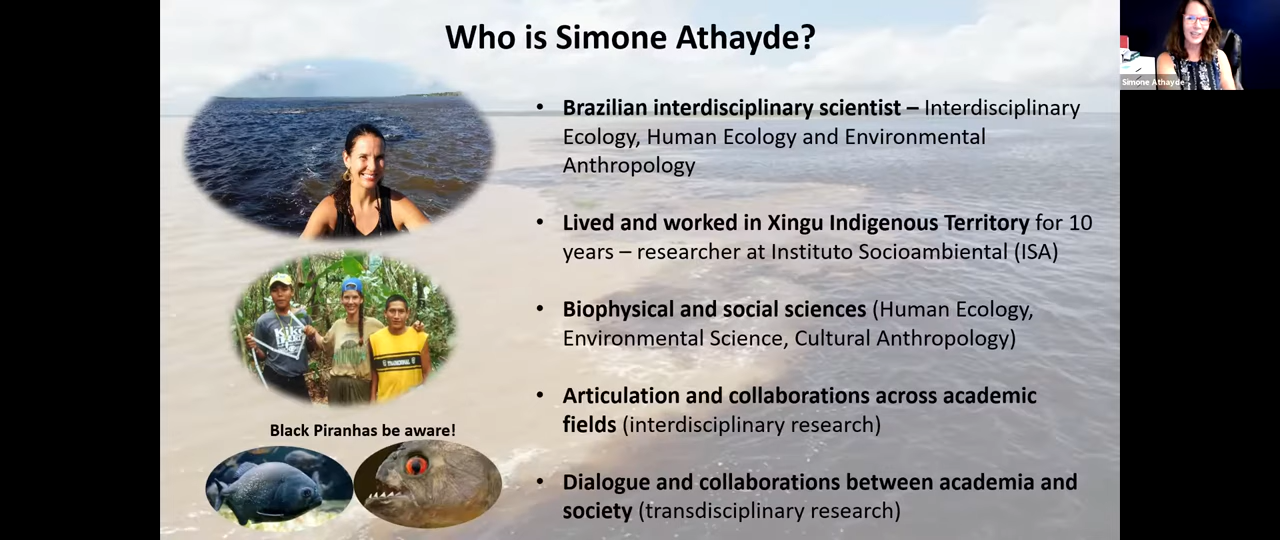 Who is Simone Athayde?
Simone Athayde
• Brazilian interdisciplinary scientist – Interdisciplinary
Ecology, Human Ecology and Environmental
Anthropology
• Lived and worked in Xingu Indigenous Territory for 10
years – researcher at Instituto Socioambiental (ISA)
• Biophysical and social sciences (Human Ecology,
Environmental Science, Cultural Anthropology)
• Articulation and collaborations across academic
fields (interdisciplinary research)
• Dialogue and collaborations between academia and
society (transdisciplinary research)
Black Piranhas be aware!